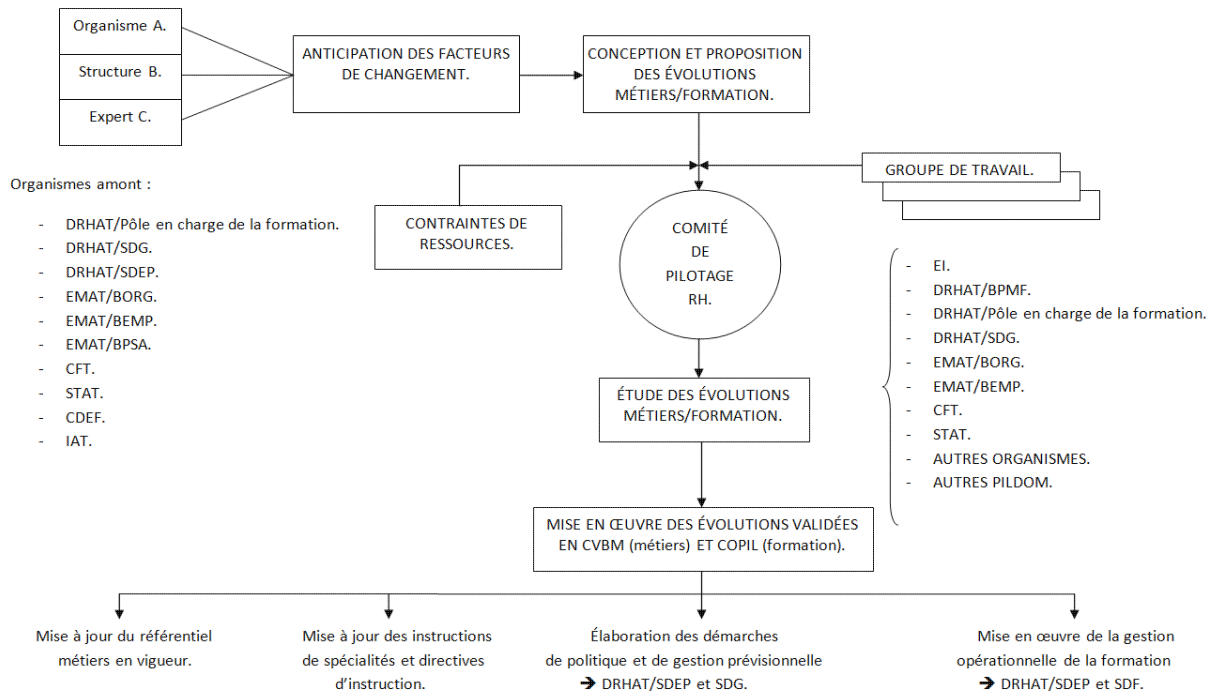 Organisme A.
Structure B.
Expert C.
ANTICIPATION DES FACTEURS
DE CHANGEMENT.
CONCEPTION ET PROPOSITION
DES ÉVOLUTIONS
MÉTIERS/FORMATION.
GROUPE DE TRAVAIL.
CONTRAINTES DE
RESSOURCES.
COMITÉ
DE
PILOTAGE
RH.
Organismes amont :
- DRHAT/Pôle en charge de la formation.
- DRHAT/SDG.
- DRHAT/SDEP.
- EMAT/BORG.
- EMAT/BEMP.
- EMAT/BPSA.
- CFT.
- STAT.
- CDEF.
- IAT.
- EI.
- DRHAT/BPMF.
- DRHAT/Pôle en charge de la formation.
- DRHAT/SDG.
- EMAT/BORG.
- EMAT/BEMP.
- CFT.
- STAT.
- AUTRES ORGANISMES.
- AUTRES PILDOM.
ÉTUDE DES ÉVOLUTIONS
MÉTIERS/FORMATION.
MISE EN ŒUVRE DES ÉVOLUTIONS VALIDÉES
EN CVBM (métiers) ET COPIL (formation).
Mise à jour du référentiel
métiers en vigueur.
Mise à jour des instructions
de spécialités et directives
d'instruction.
Élaboration des démarches
de politique et de gestion prévisionnelle
➔ DRHAT/SDEP et SDG.
Mise en œuvre de la gestion
opérationnelle de la formation
➔ DRHAT/SDEP et SDF.